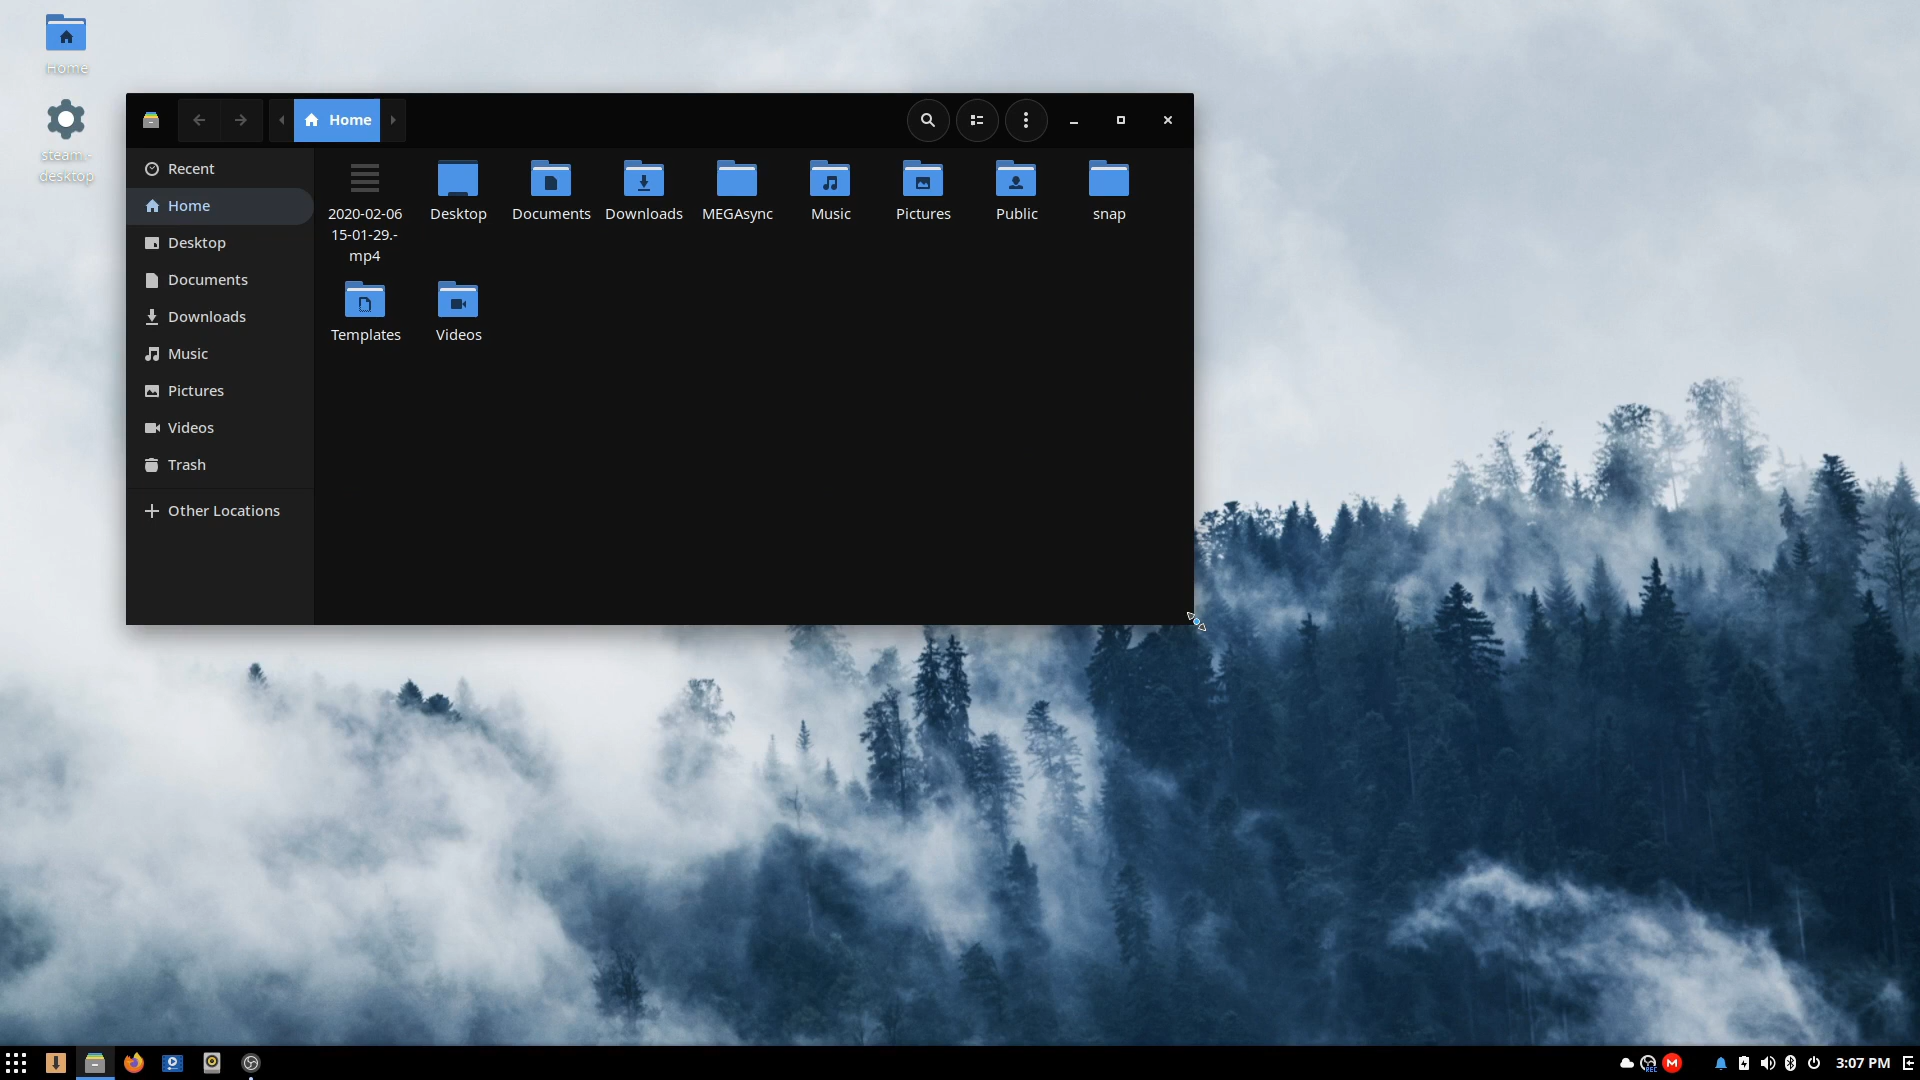 Home
steam.-
desktop
Home
Recent
Home
Desktop
Documents
Downloads
Music
Pictures
Videos
Trash
Other Locations
2020-02-06
15-01-29.-
mp4
Desktop
Documents
Downloads
MEGAsync
Music
Pictures
Public
snap
Templates
Videos
REC
M
3:07 PM